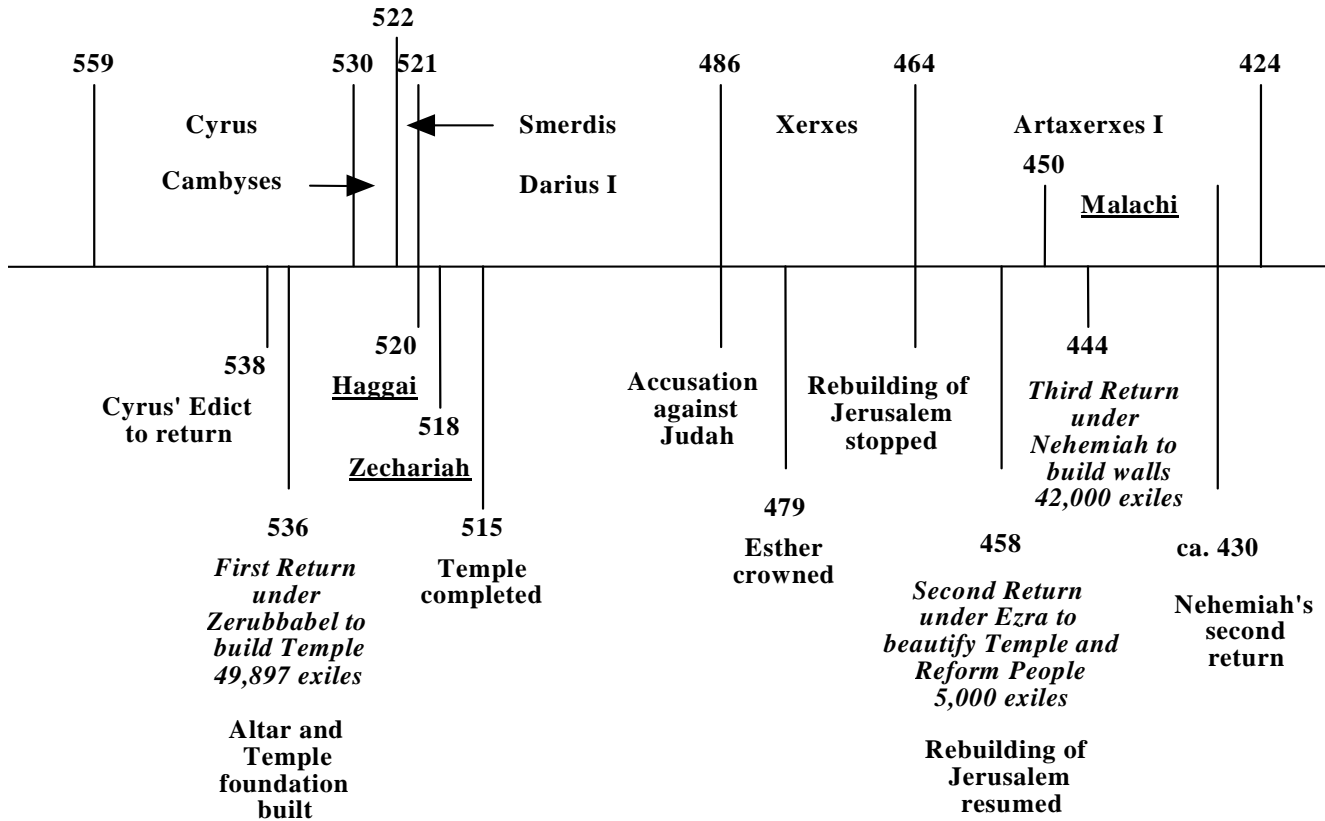 522
559
530
521
486
464
424
Cyrus
Smerdis
Xerxes
Artaxerxes I
Cambyses
Darius I
450
Malachi
538
Cyrus' Edict
to return
520
Haggai
518
Zechariah
536
First Return
under
Zerubbabel to
build Temple
49,897 exiles
Altar and
Temple
foundation
built
515
Temple
completed
Accusation
against
Judah
479
Esther
crowned
Rebuilding of
Jerusalem
stopped
458
Second Return
under Ezra to
beautify Temple and
Reform People
5,000 exiles
Rebuilding of
Jerusalem
resumed
444
Third Return
under
Nehemiah to
build walls
42,000 exiles
ca. 430
Nehemiah's
second
return